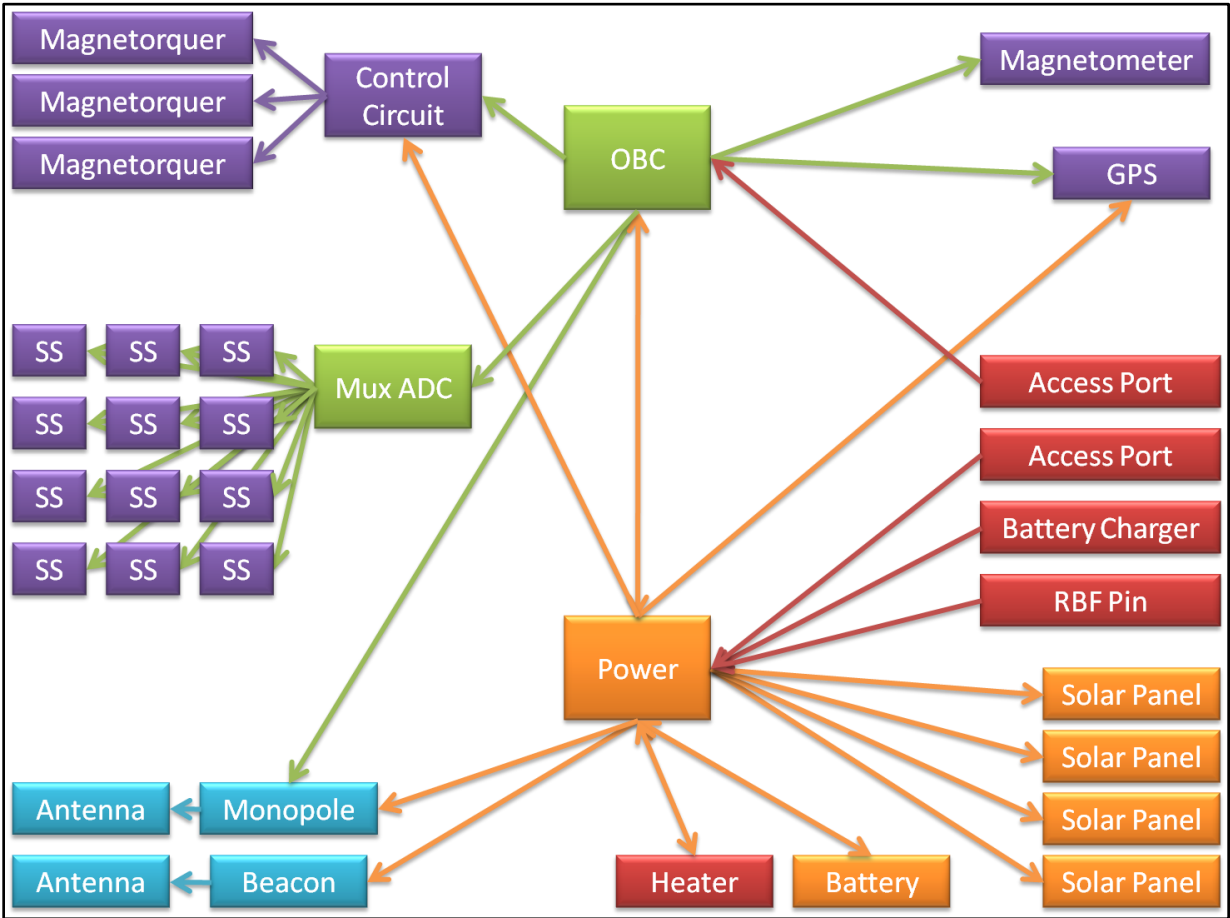 Magnetorquer
Magnetorquer
Magnetorquer
Control
Circuit
OBC
Magnetometer
GPS
SS SS SS
SS SS SS
SS SS SS
SS SS SS
Mux ADC
Access Port
Access Port
Battery Charger
RBF Pin
Power
Solar Panel
Solar Panel
Solar Panel
Solar Panel
Antenna
Monopole
Antenna
Beacon
Heater
Battery